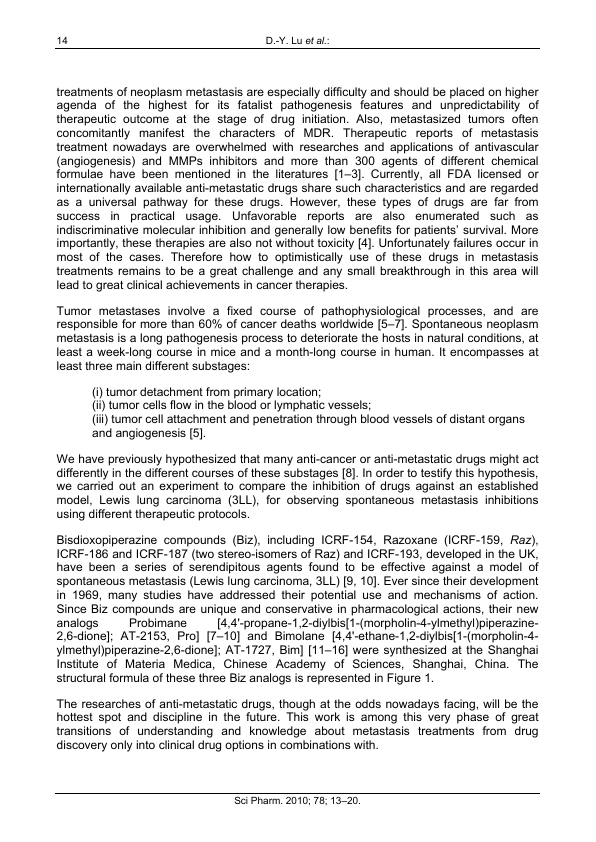 14
D.-Y. Lu et al.:
treatments of neoplasm metastasis are especially difficulty and should be placed on higher
agenda of the highest for its fatalist pathogenesis features and unpredictability of
therapeutic outcome at the stage of drug initiation. Also, metastasized tumors often
concomitantly manifest the characters of MDR. Therapeutic reports of metastasis
treatment nowadays are overwhelmed with researches and applications of antivascular
(angiogenesis) and MMPs inhibitors and more than 300 agents of different chemical
formulae have been mentioned in the literatures [1–3]. Currently, all FDA licensed or
internationally available anti-metastatic drugs share such characteristics and are regarded
as a universal pathway for these drugs. However, these types of drugs are far from
success in practical usage. Unfavorable reports are also enumerated such as
indiscriminative molecular inhibition and generally low benefits for patients’ survival. More
importantly, these therapies are also not without toxicity [4]. Unfortunately failures occur in
most of the cases. Therefore how to optimistically use of these drugs in metastasis
treatments remains to be a great challenge and any small breakthrough in this area will
lead to great clinical achievements in cancer therapies.
Tumor metastases involve a fixed course of pathophysiological processes, and are
responsible for more than 60% of cancer deaths worldwide [5–7]. Spontaneous neoplasm
metastasis is a long pathogenesis process to deteriorate the hosts in natural conditions, at
least a week-long course in mice and a month-long course in human. It encompasses at
least three main different substages:
(i) tumor detachment from primary location;
(ii) tumor cells flow in the blood or lymphatic vessels;
(iii) tumor cell attachment and penetration through blood vessels of distant organs
and angiogenesis [5].
We have previously hypothesized that many anti-cancer or anti-metastatic drugs might act
differently in the different courses of these substages [8]. In order to testify this hypothesis,
we carried out an experiment to compare the inhibition of drugs against an established
model, Lewis lung carcinoma (3LL), for observing spontaneous metastasis inhibitions
using different therapeutic protocols.
Bisdioxopiperazine compounds (Biz), including ICRF-154, Razoxane (ICRF-159, Raz),
ICRF-186 and ICRF-187 (two stereo-isomers of Raz) and ICRF-193, developed in the UK,
have been a series of serendipitous agents found to be effective against a model of
spontaneous metastasis (Lewis lung carcinoma, 3LL) [9, 10]. Ever since their development
in 1969, many studies have addressed their potential use and mechanisms of action.
Since Biz compounds are unique and conservative in pharmacological actions, their new
analogs Probimane [4,4'-propane-1,2-diylbis[1-(morpholin-4-ylmethyl)piperazine-
2,6-dione]; AT-2153, Pro] [7–10] and Bimolane [4,4'-ethane-1,2-diylbis[1-(morpholin-4-
ylmethyl)piperazine-2,6-dione]; AT-1727, Bim] [11–16] were synthesized at the Shanghai
Institute of Materia Medica, Chinese Academy of Sciences, Shanghai, China. The
structural formula of these three Biz analogs is represented in Figure 1.
The researches of anti-metastatic drugs, though at the odds nowadays facing, will be the
hottest spot and discipline in the future. This work is among this very phase of great
transitions of understanding and knowledge about metastasis treatments from drug
discovery only into clinical drug options in combinations with.
Sci Pharm. 2010; 78; 13–20.